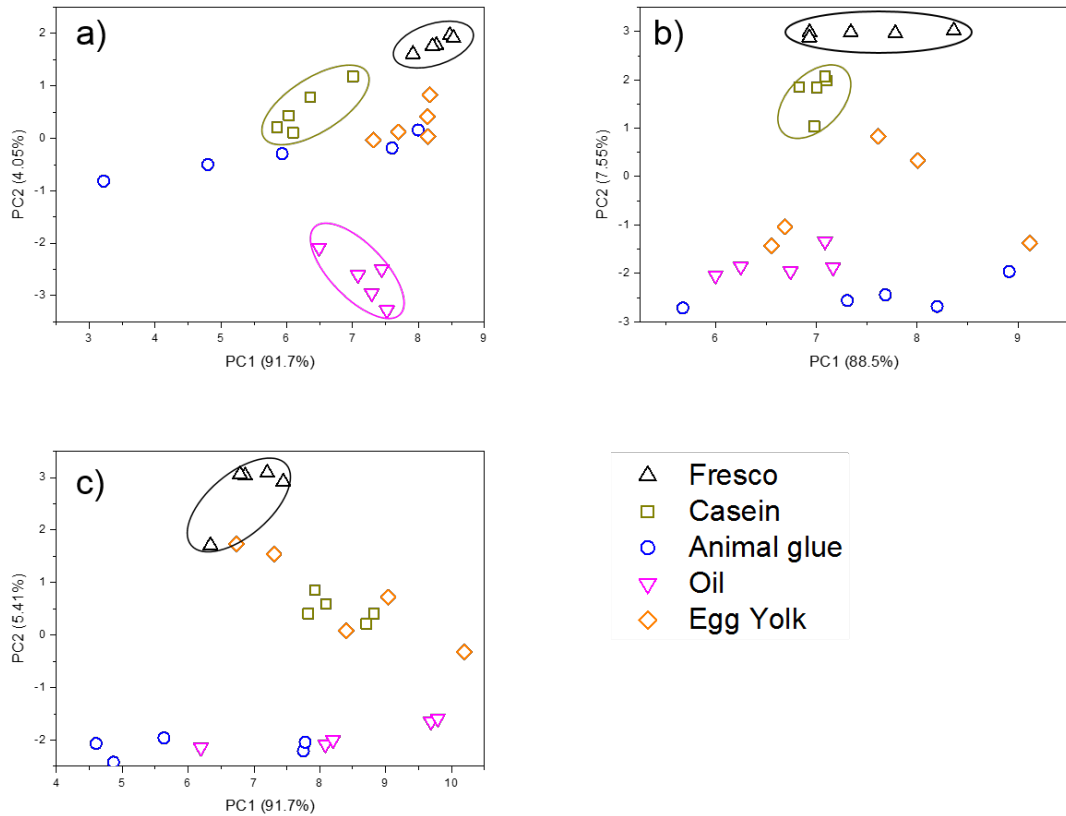 a)
2
1
0
-1
-2
-3
PC2 (4.05%)
3
4
5
6
7
8
9
PC1 (91.7%)
b)
3
2
1
0
-1
-2
-3
PC2 (7.55%)
6
7
8
9
PC1 (88.5%)
c)
3
2
1
0
-1
-2
PC2 (5.41%)
4
5
6
7
8
9
10
PC1 (91.7%)
Fresco
Casein
Animal glue
Oil
Egg Yolk